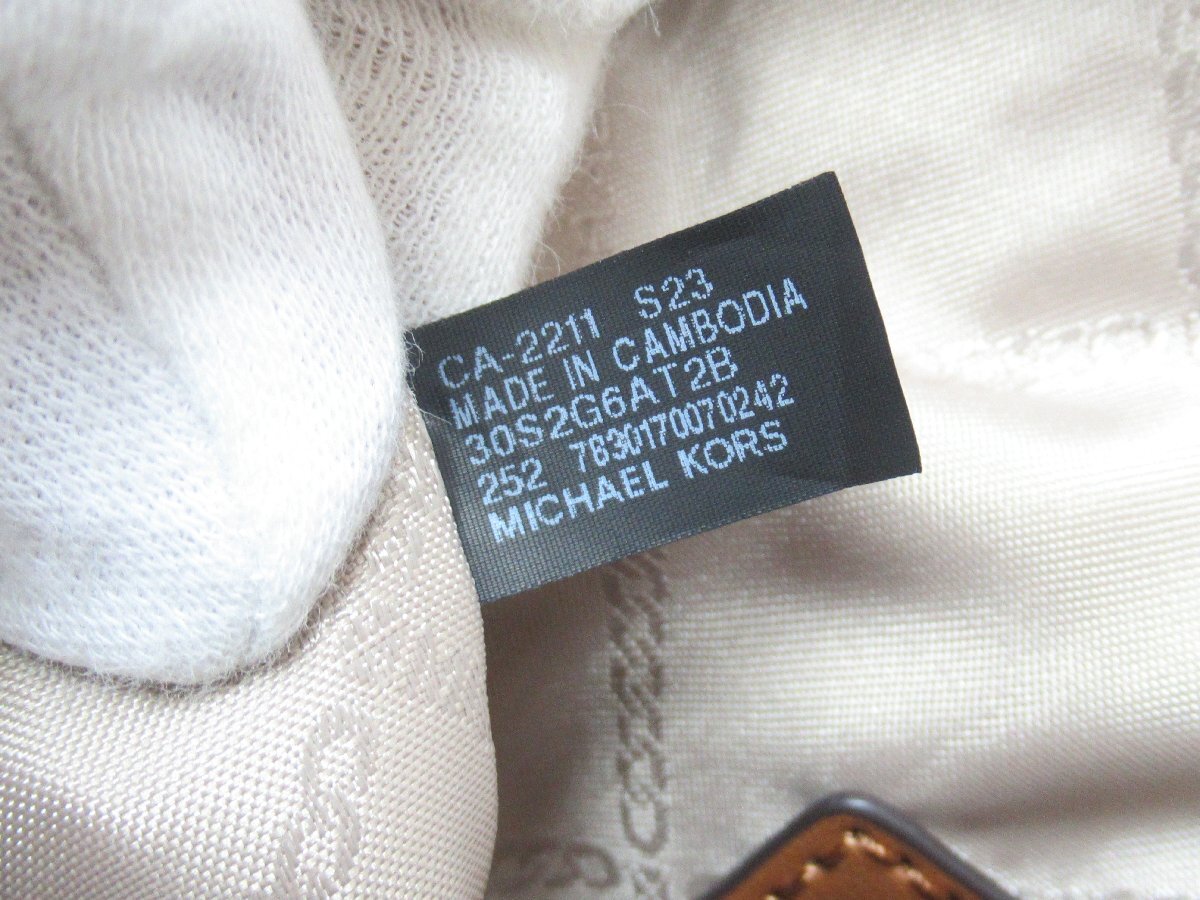 CA-2211 S23
MADE IN CAMBODIA
30S2G6AT2B
252 7830170070242
MICHAEL KORS